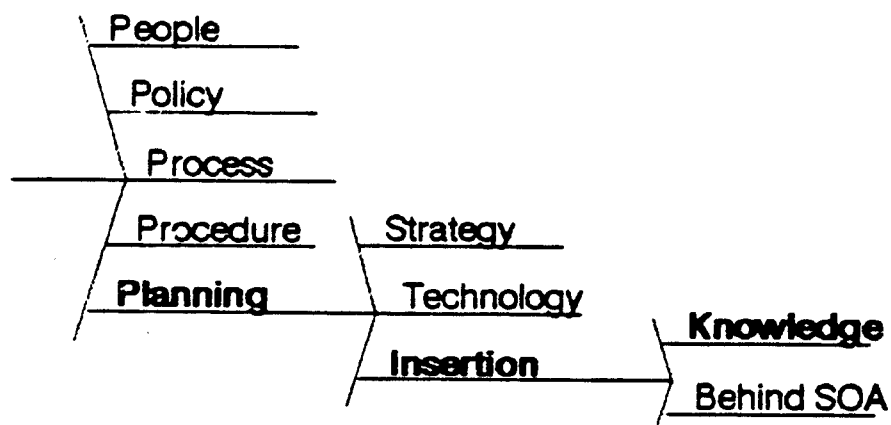 People
Policy
Process
Procedure
Planning
Strategy
Technology
Insertion
Knowledge
Behind SOA